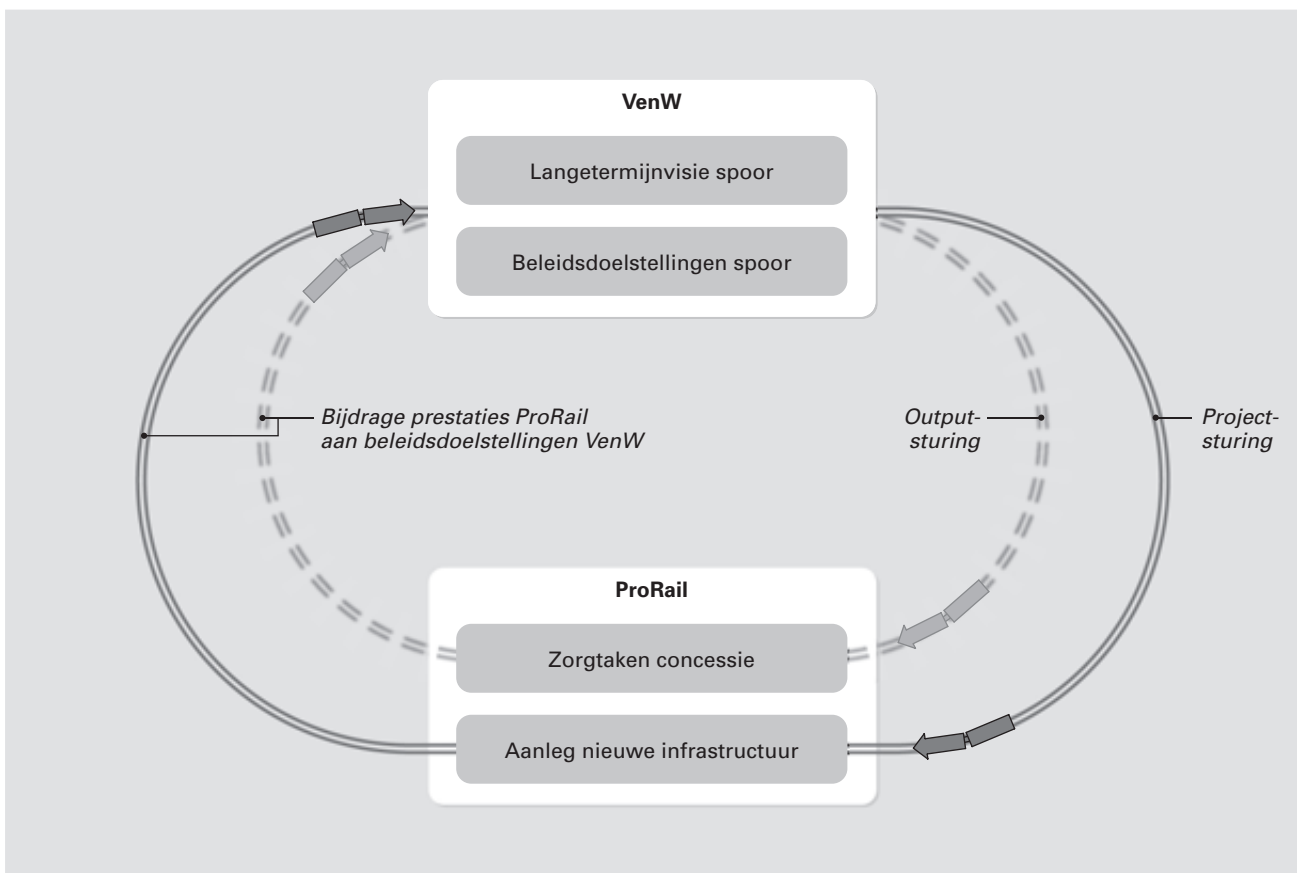 VenW
Langetermijnvisie spoor
Beleidsdoelstellingen spoor
Bijdrage prestaties ProRail
aan beleidsdoelstellingen VenW
Output-
sturing
Project-
sturing
ProRail
Zorgtaken concessie
Aanleg nieuwe infrastructuur